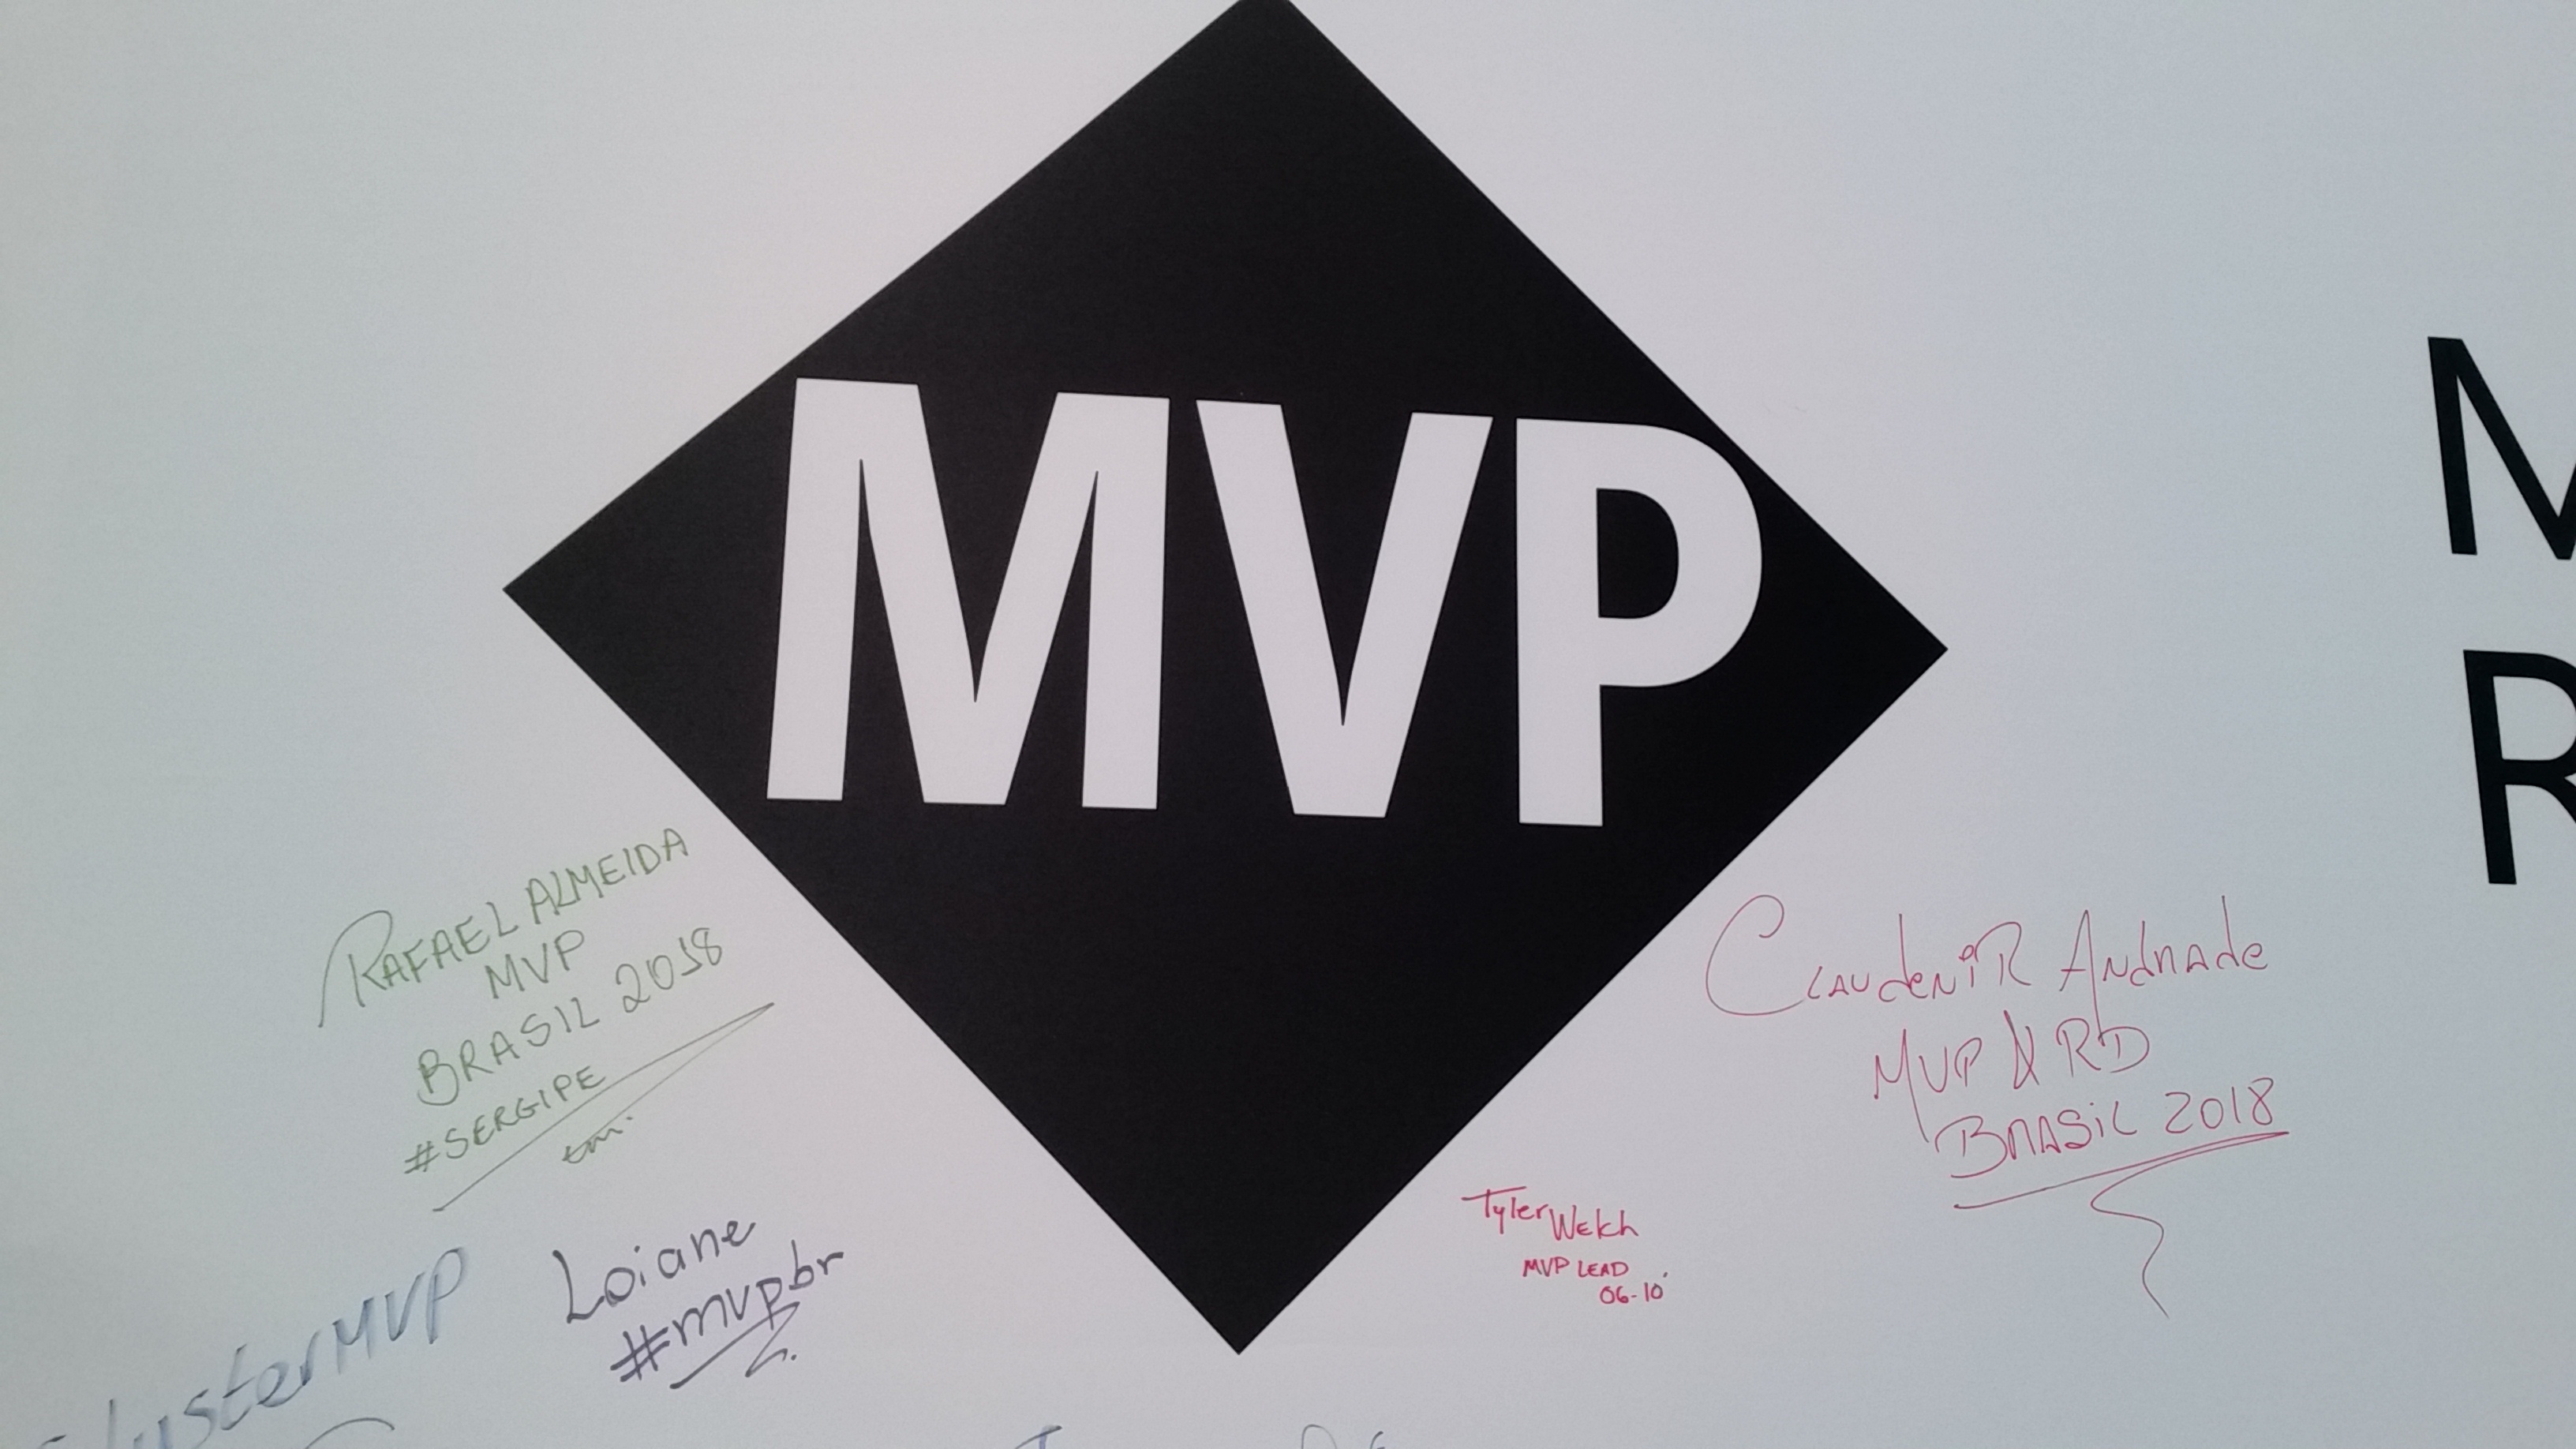 MVP
M
R
RAFAEL ALMEIDA
MVP
BRASIL 2018
#SERGIPE
Claudenir Andrade
MVP & RD
Brasil 2018
Tyler Welch
MVP LEAD
06-10'
Loiane
#mvpbr
clusterMVP